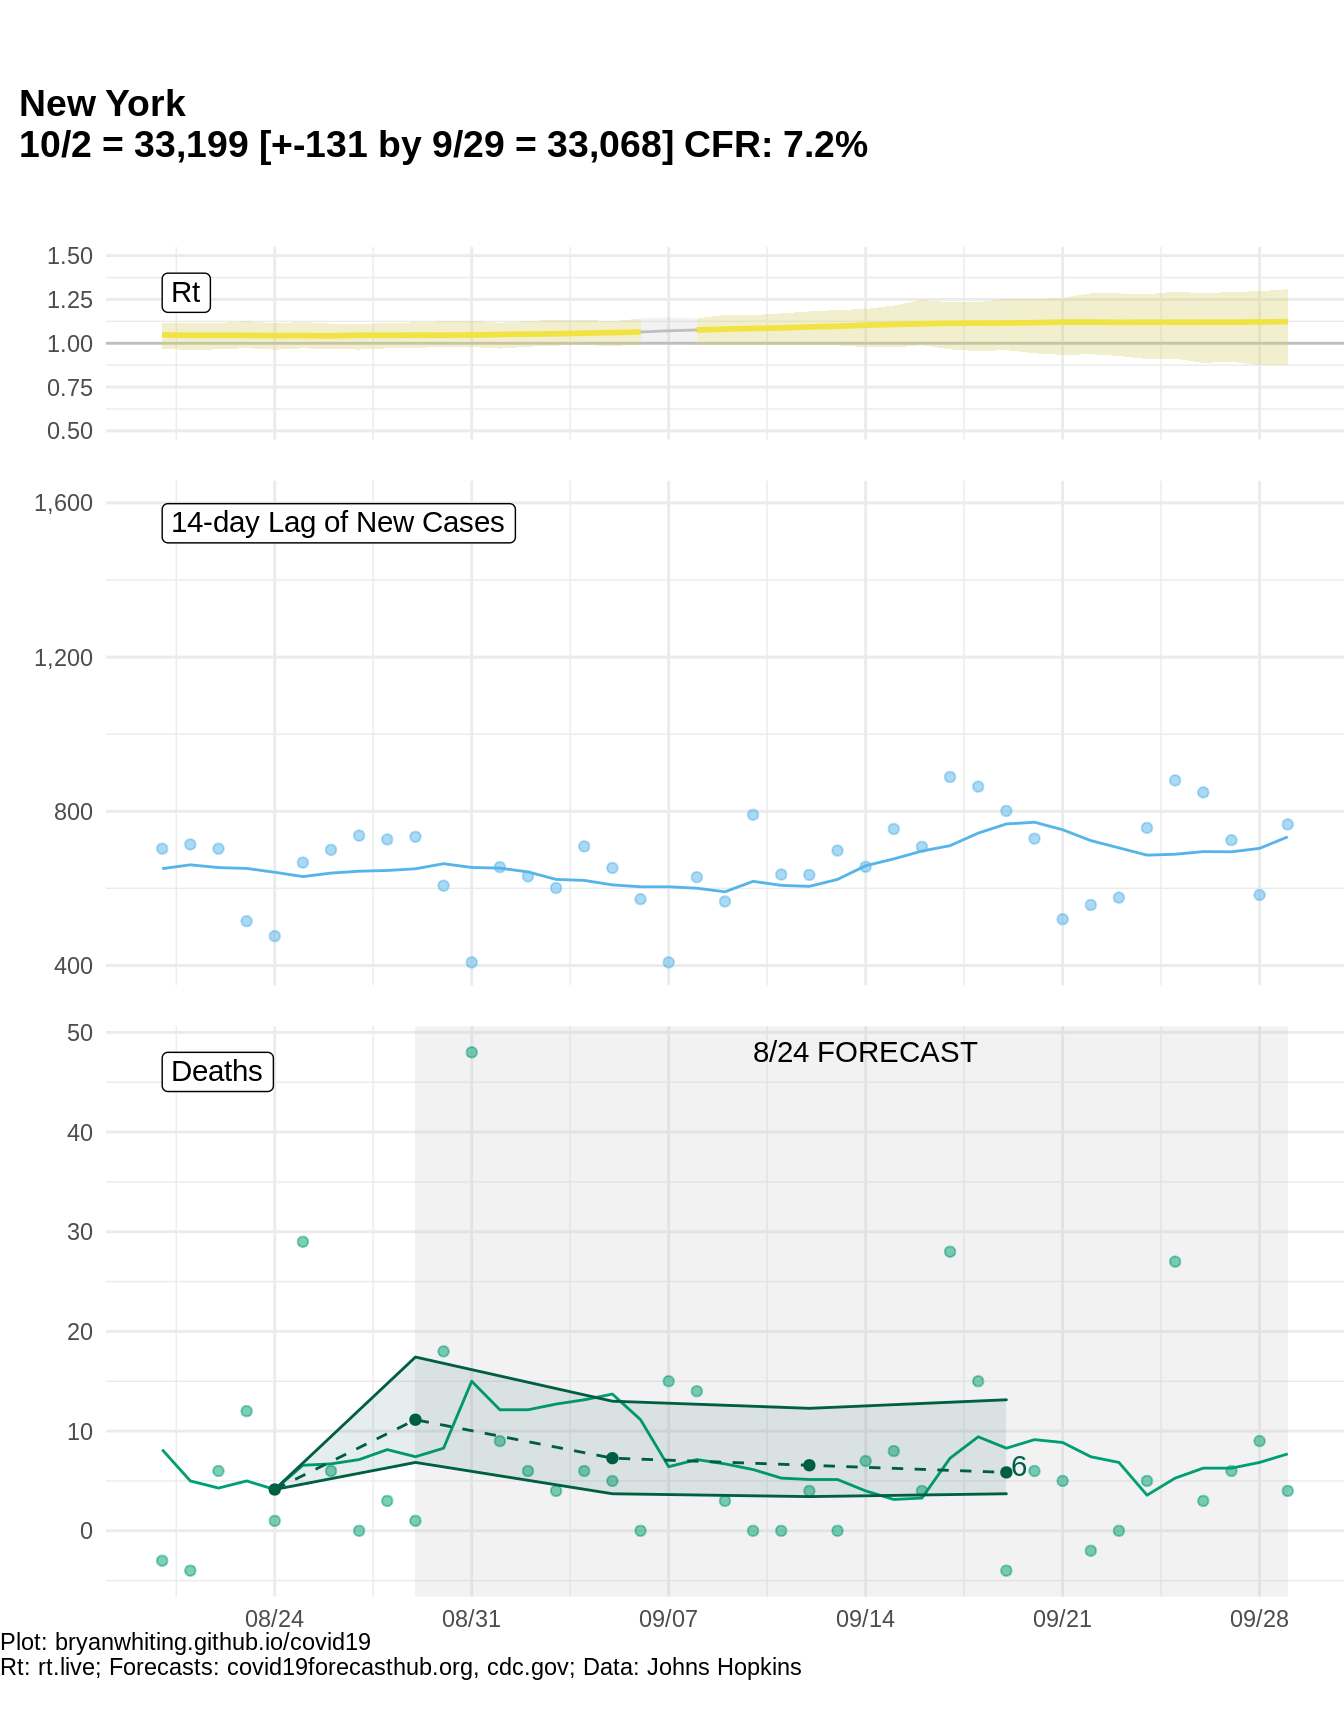 New York
10/2 = 33,199 [+-131 by 9/29 = 33,068] CFR: 7.2%
1.50
Rt
1.25
1.00
0.75
0.50
1,600
14-day Lag of New Cases
1,200
800
400
50
8/24 FORECAST
Deaths
40
30
20
10
6
0
08/24 08/31 09/07 09/14 09/21 09/28
Plot: bryanwhiting.github.io/covid19
Rt: rt.live; Forecasts: covid19forecasthub.org, cdc.gov; Data: Johns Hopkins